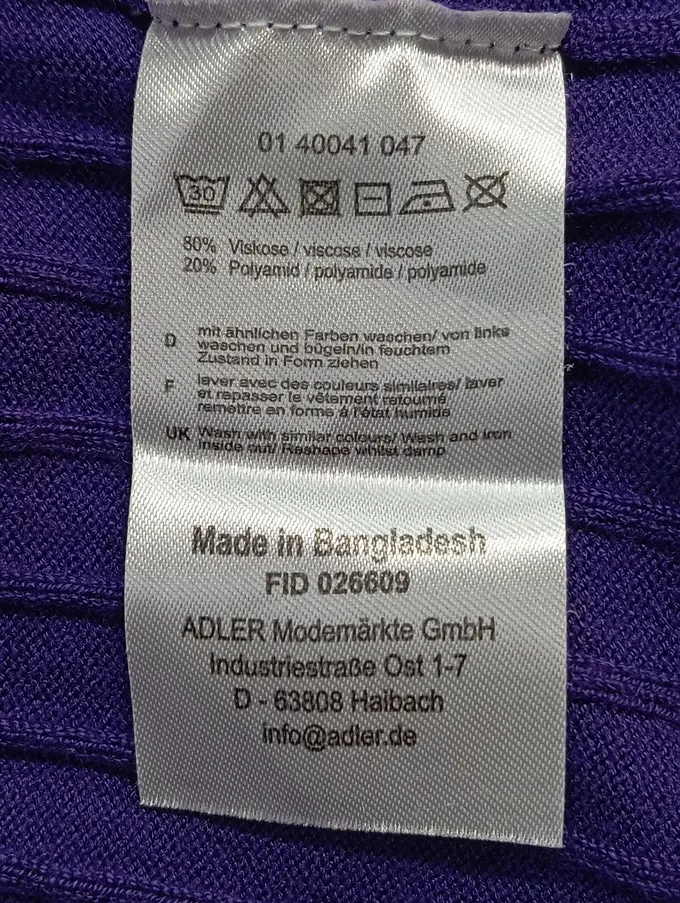 01 40041 047
30
80% Viskose / viscose / viscose
20% Polyamid / polyamide / polyamide
D mit ähnlichen Farben waschen/ von links
waschen und bügeln/in feuchtem
Zustand in Form ziehen
F laver avec des couleurs similaires/ laver
et repasser le vêtement retourné
remettre en forme à l'état humide
UK Wash with similar colours/ Wash and iron
inside out/ Reshape whilst damp
Made in Bangladesh
FID 026609
ADLER Modemärkte GmbH
Industriestraße Ost 1-7
D - 63808 Haibach
info@adler.de